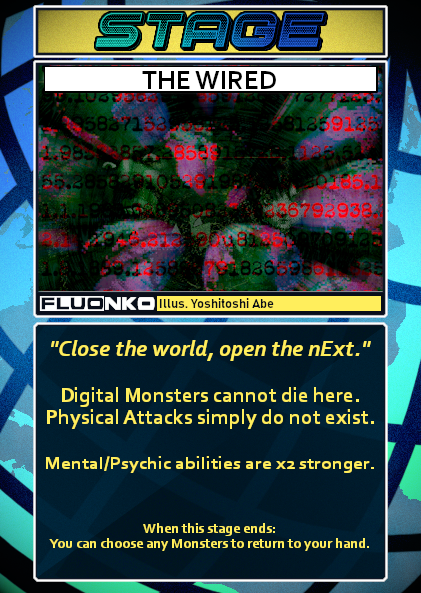 STAGE
THE WIRED
FLUONKO Illus. Yoshitoshi Abe
"Close the world, open the nExt."
Digital Monsters cannot die here.
Physical Attacks simply do not exist.
Mental/Psychic abilities are x2 stronger.
When this stage ends:
You can choose any Monsters to return to your hand.